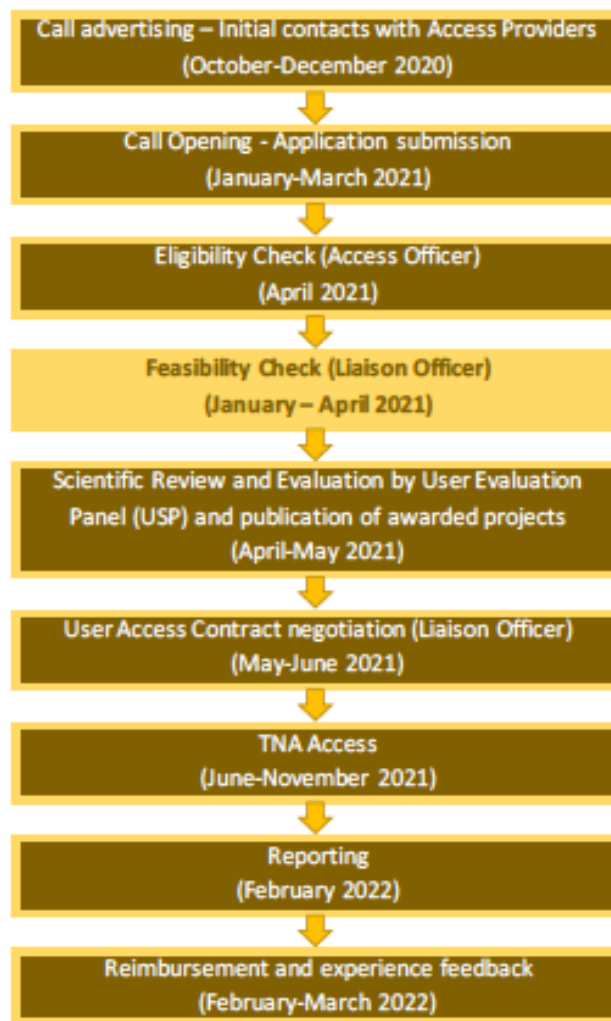 Call advertising – Initial contacts with Access Providers
(October-December 2020)
Call Opening - Application submission
(January-March 2021)
Eligibility Check (Access Officer)
(April 2021)
Feasibility Check (Liaison Officer)
(January – April 2021)
Scientific Review and Evaluation by User Evaluation
Panel (USP) and publication of awarded projects
(April-May 2021)
User Access Contract negotiation (Liaison Officer)
(May-June 2021)
TNA Access
(June-November 2021)
Reporting
(February 2022)
Reimbursement and experience feedback
(February-March 2022)